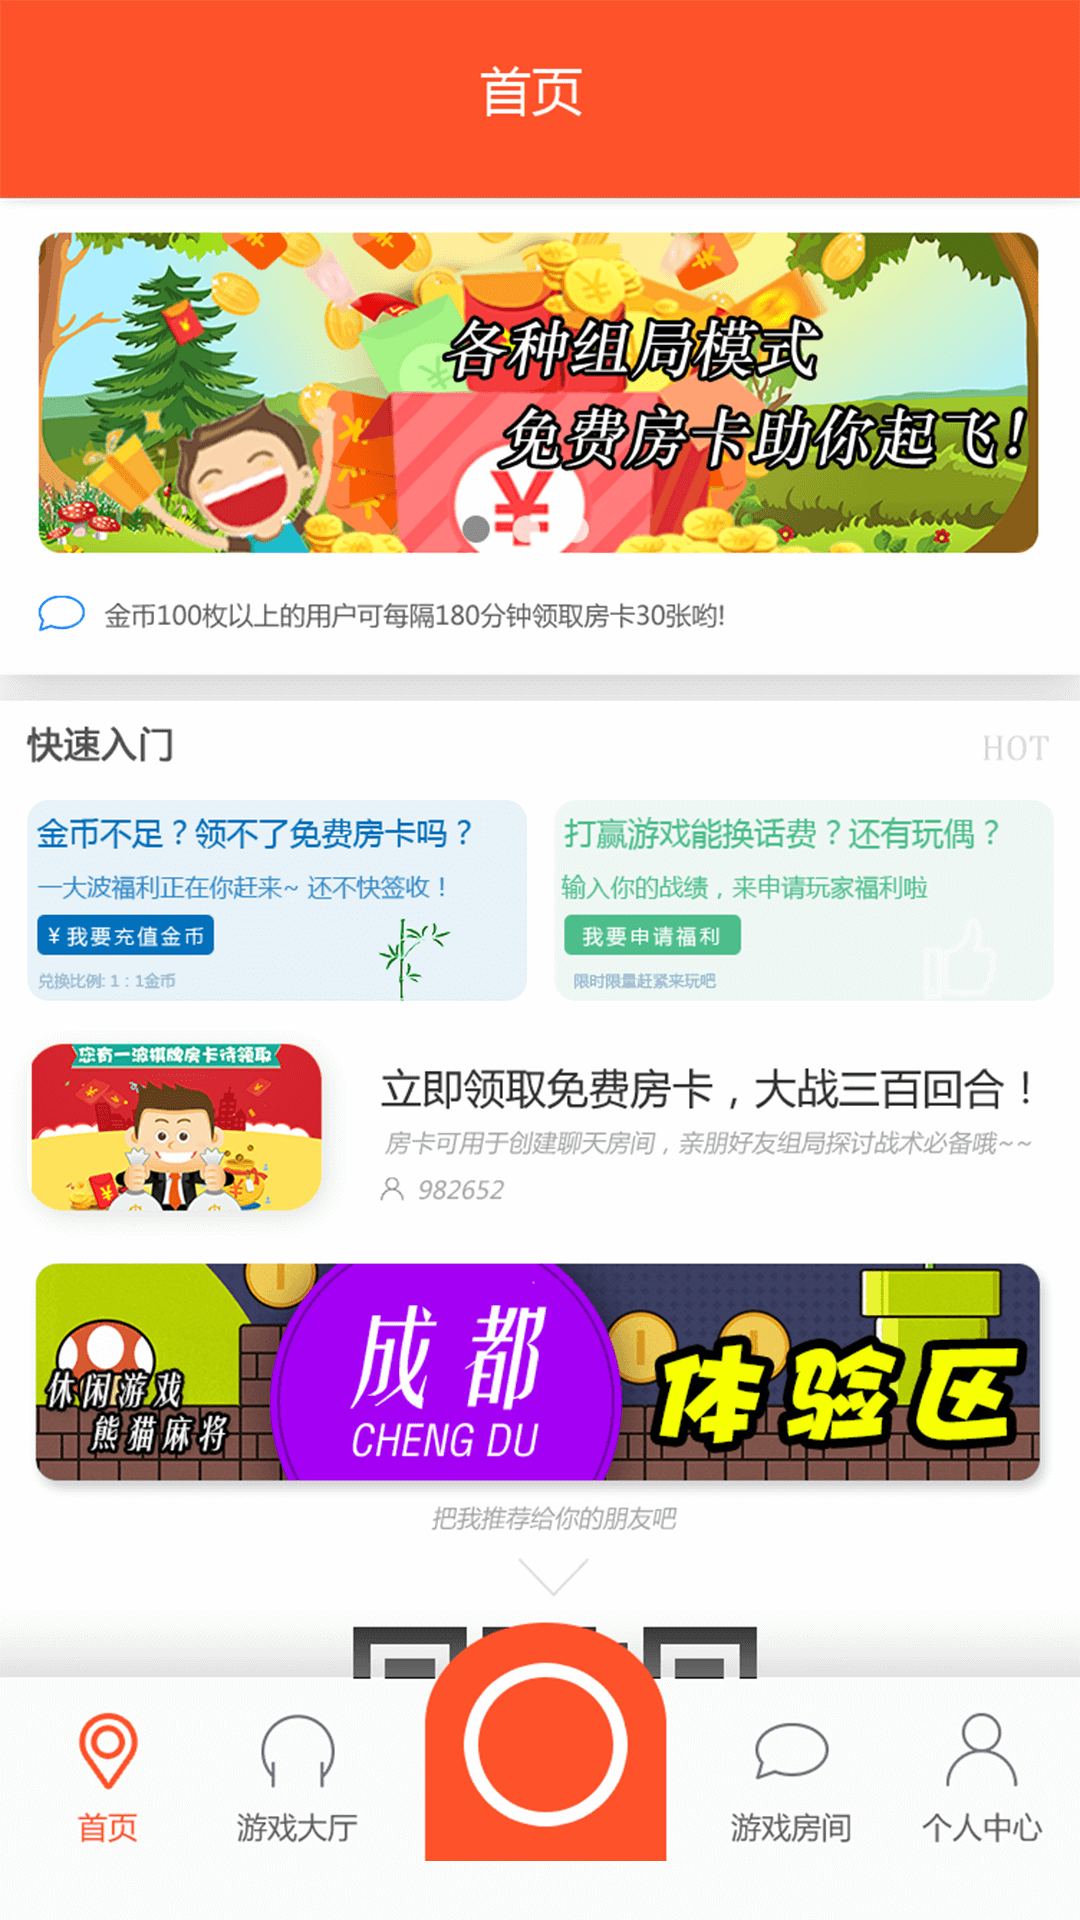 首页
各种组局模式
免费房卡助你起飞!
金币100枚以上的用户可每隔180分钟领取房卡30张哟!
快速入门
HOT
金币不足？领不了免费房卡吗？
一大波福利正在你赶来~ 还不快签收！
¥我要充值金币
兑换比例: 1：1金币
打赢游戏能换话费？还有玩偶？
输入你的战绩，来申请玩家福利啦
我要申请福利
限时限量赶紧来玩吧
您有一波棋牌房卡待领取
立即领取免费房卡，大战三百回合！
房卡可用于创建聊天房间，亲朋好友组局探讨战术必备哦~~
982652
休闲游戏
熊猫麻将
成都
CHENG DU
体验区
把我推荐给你的朋友吧
首页
游戏大厅
游戏房间
个人中心